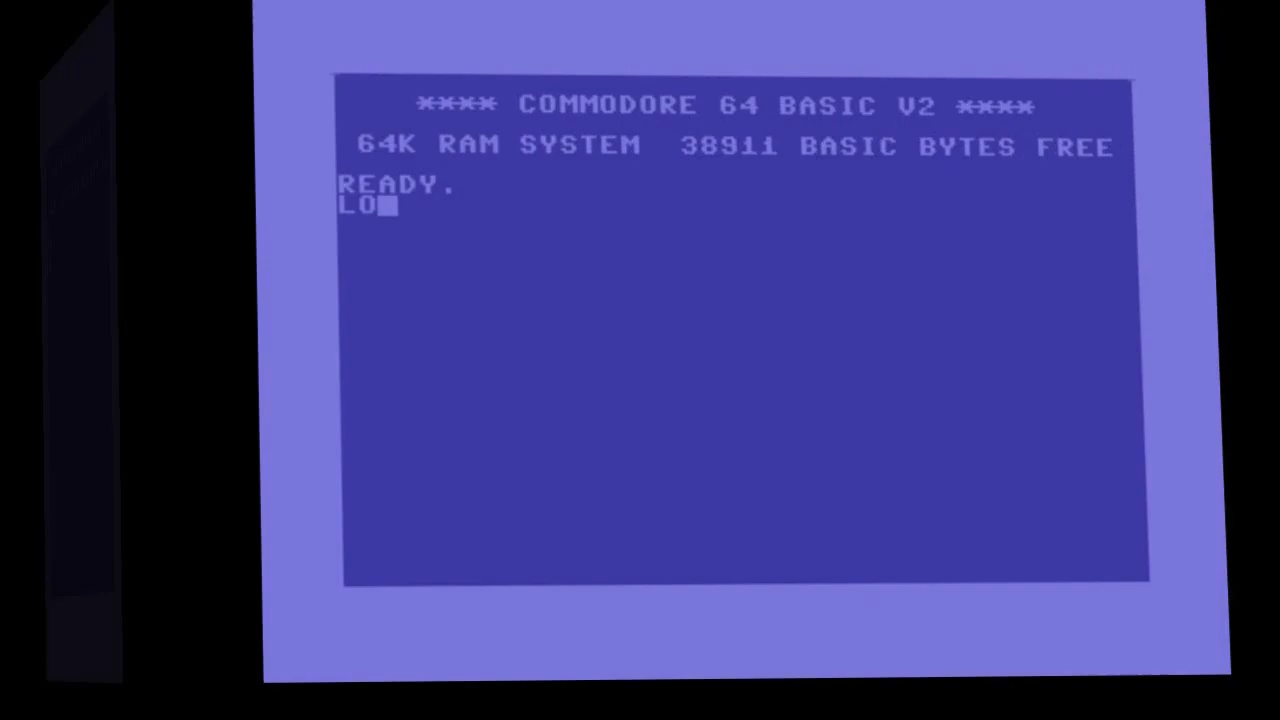 **** COMMODORE 64 BASIC V2 ****
64K RAM SYSTEM  38911 BASIC BYTES FREE
READY.
LO